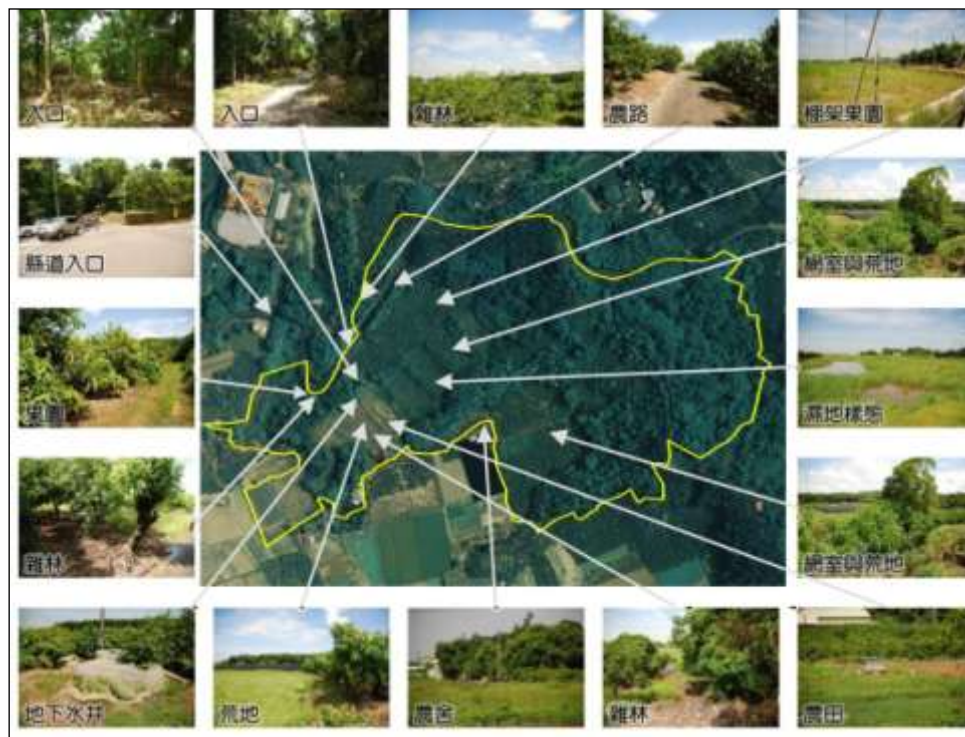 入口
入口
雜林
農路
棚架果園
縣道入口
網室與荒地
果園
濕地樣態
雜林
網室與荒地
地下水井
荒地
農舍
雜林
農田